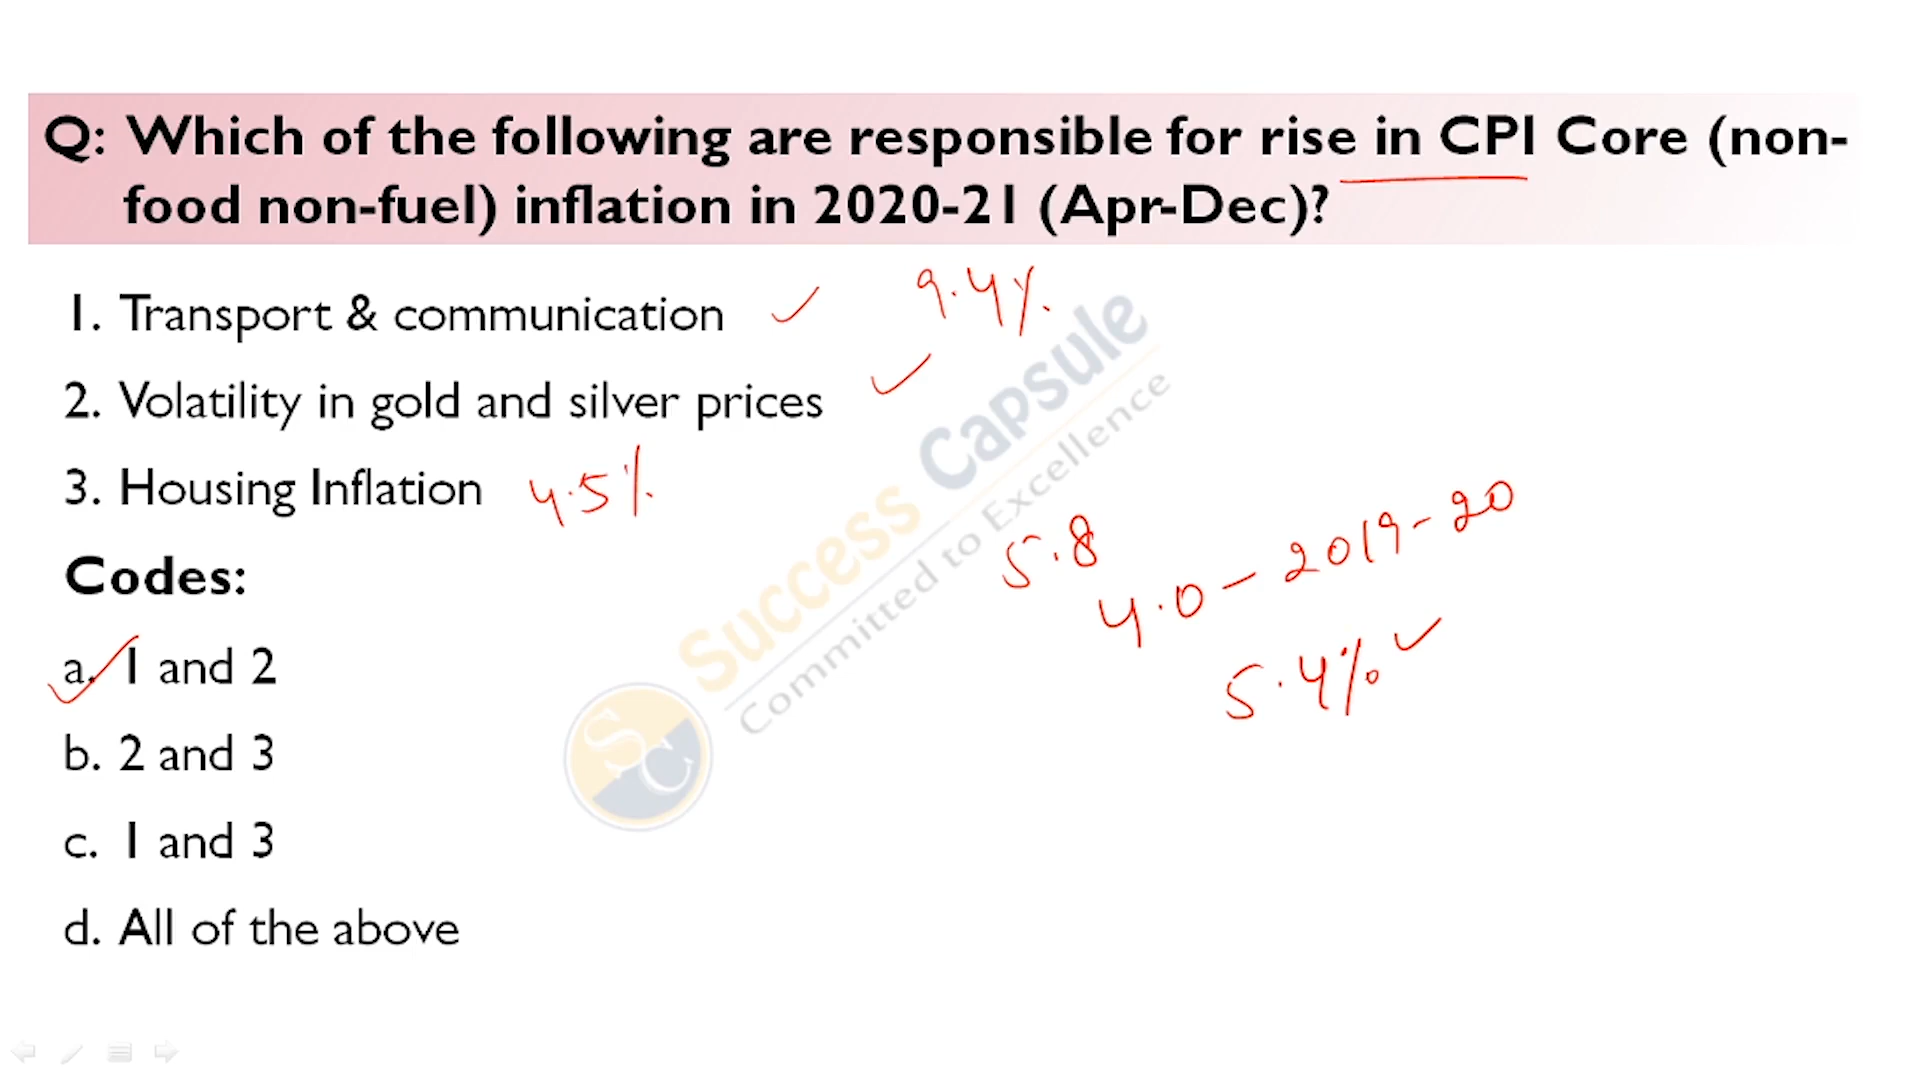 Q: Which of the following are responsible for rise in CPI Core (non-
food non-fuel) inflation in 2020-21 (Apr-Dec)?
1. Transport & communication
9.4%
2. Volatility in gold and silver prices
3. Housing Inflation 4.5%
5.8
4.0 - 2019-20
5.4%
Codes:
a. 1 and 2
b. 2 and 3
c. 1 and 3
d. All of the above
Success Capsule
Committed to Excellence
SC